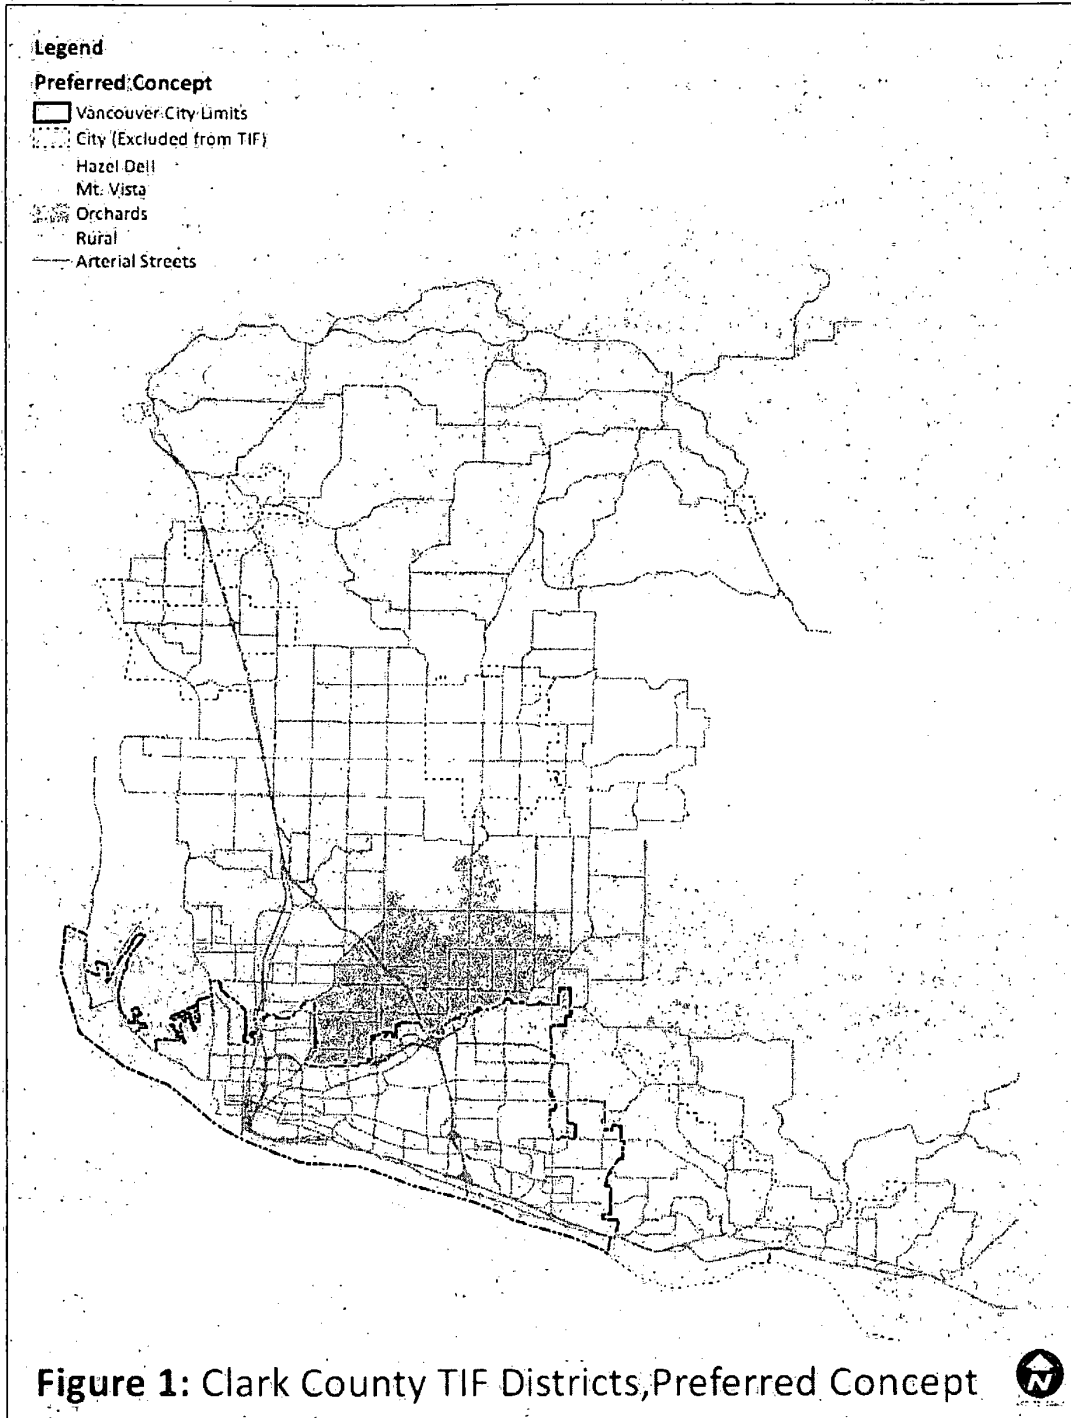 Legend
Preferred Concept
Vancouver City Limits
City (Excluded from TIF)
Hazel Dell
Mt. Vista
Orchards
Rural
Arterial Streets
Figure 1: Clark County TIF Districts,Preferred Concept
N